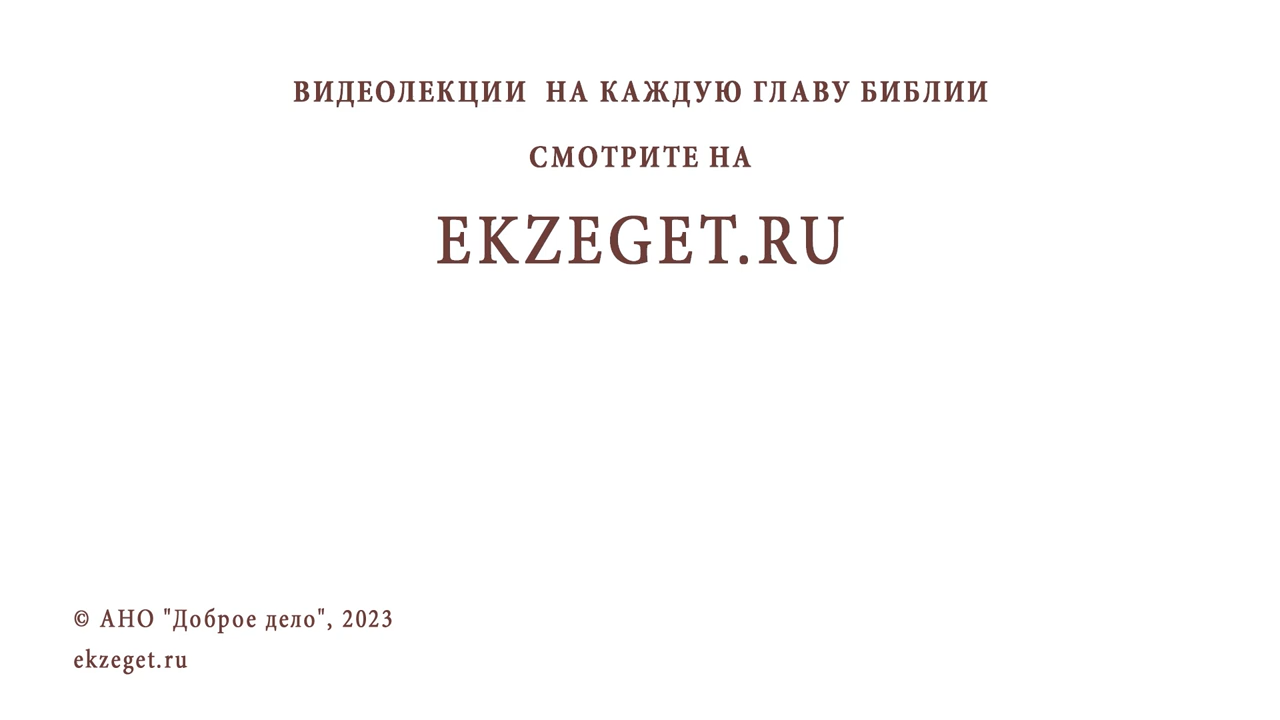 ВИДЕОЛЕКЦИИ НА КАЖДУЮ ГЛАВУ БИБЛИИ
СМОТРИТЕ НА
EKZEGET.RU
© АНО "Доброе дело", 2023
ekzeget.ru